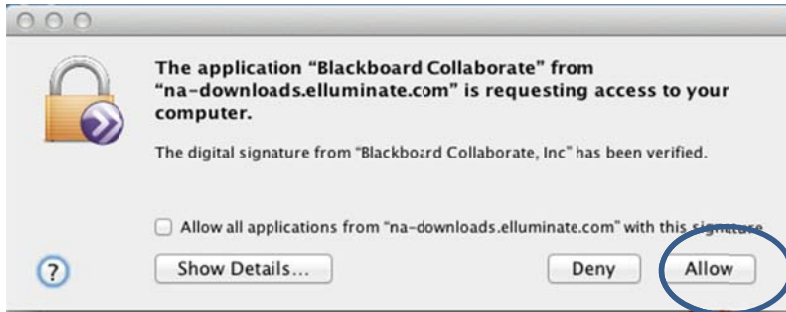 The application “Blackboard Collaborate” from
“na-downloads.elluminate.com” is requesting access to your
computer.
The digital signature from “Blackboard Collaborate, Inc” has been verified.
Allow all applications from “na-downloads.elluminate.com” with this signature
? Show Details... Deny Allow